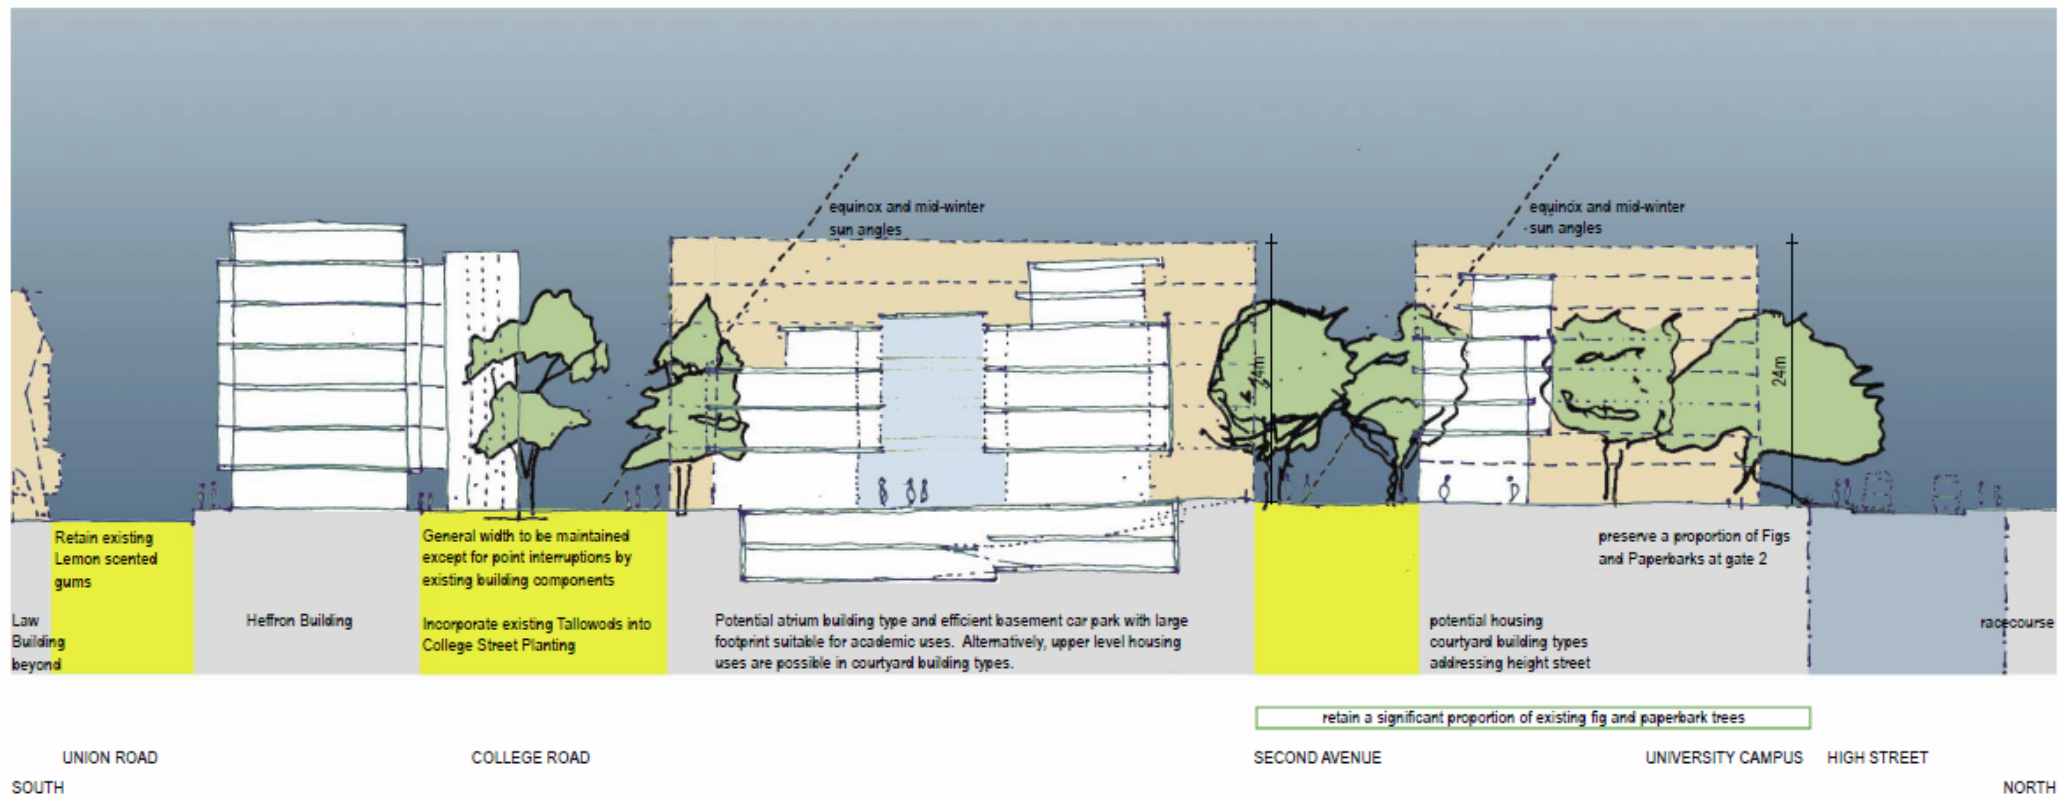 equinox and mid-winter
sun angles
equinox and mid-winter
sun angles
24m
24m
Retain existing
Lemon scented
gums
General width to be maintained
except for point interruptions by
existing building components
Incorporate existing Tallowods into
College Street Planting
preserve a proportion of Figs
and Paperbarks at gate 2
Law
Building
beyond
Heffron Building
Potential atrium building type and efficient basement car park with large
footprint suitable for academic uses. Alternatively, upper level housing
uses are possible in courtyard building types.
potential housing
courtyard building types
addressing height street
racecourse
retain a significant proportion of existing fig and paperbark trees
UNION ROAD
COLLEGE ROAD
SECOND AVENUE
UNIVERSITY CAMPUS
HIGH STREET
SOUTH
NORTH